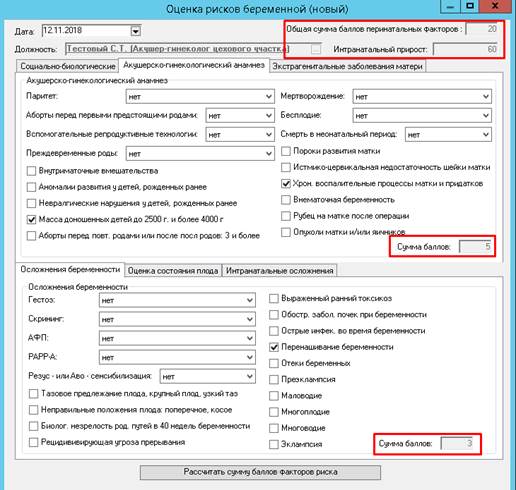 Оценка рисков беременной (новый)
Дата: 12.11.2018 Общая сумма баллов перинатальных факторов : 20
Должность: Тестовый С.Т. (Акушер-гинеколог цехового участка) ... Интранатальный прирост: 60
Социально-биологические Акушерско-гинекологический анамнез Экстрагенитальные заболевания матери
Акушерско-гинекологический анамнез
Паритет: нет Мертворождение: нет
Аборты перед первыми предстоящими родами: нет Бесплодие: нет
Вспомогательные репродуктивные технологии: нет Смерть в неонатальный период: нет
Преждевременные роды: нет Пороки развития матки
Внутриматочные вмешательства Истмико-цервикальная недостаточность шейки матки
Аномалии развития у детей, рожденных ранее Хрон. воспалительные процессы матки и придатков
Невралгические нарушения у детей, рожденных ранее Внематочная беременность
Масса доношенных детей до 2500 г. и более 4000 г Рубец на матке после операции
Аборты перед повт. родами или после посл родов: 3 и более Опухоли матки и/или яичников
Сумма баллов: 5
Осложнения беременности Оценка состояния плода Интранатальные осложнения
Осложнения беременности
Гестоз: нет Выраженный ранний токсикоз
Скрининг: нет Обостр. забол. почек при беременности
АФП: нет Острые инфек. во время беременности
PAPP-A: нет Перенашивание беременности
Резус - или Аво - сенсибилизация: нет Отеки беременных
Тазовое предлежание плода, крупный плод, узкий таз Преэклампсия
Неправильные положения плода: поперечное, косое Маловодие
Биолог. незрелость род. путей в 40 недель беременности Многоплодие
Рецидививирующая угроза прерывания Многоводие
Эклампсия Сумма баллов: 3
Рассчитать сумму баллов факторов риска